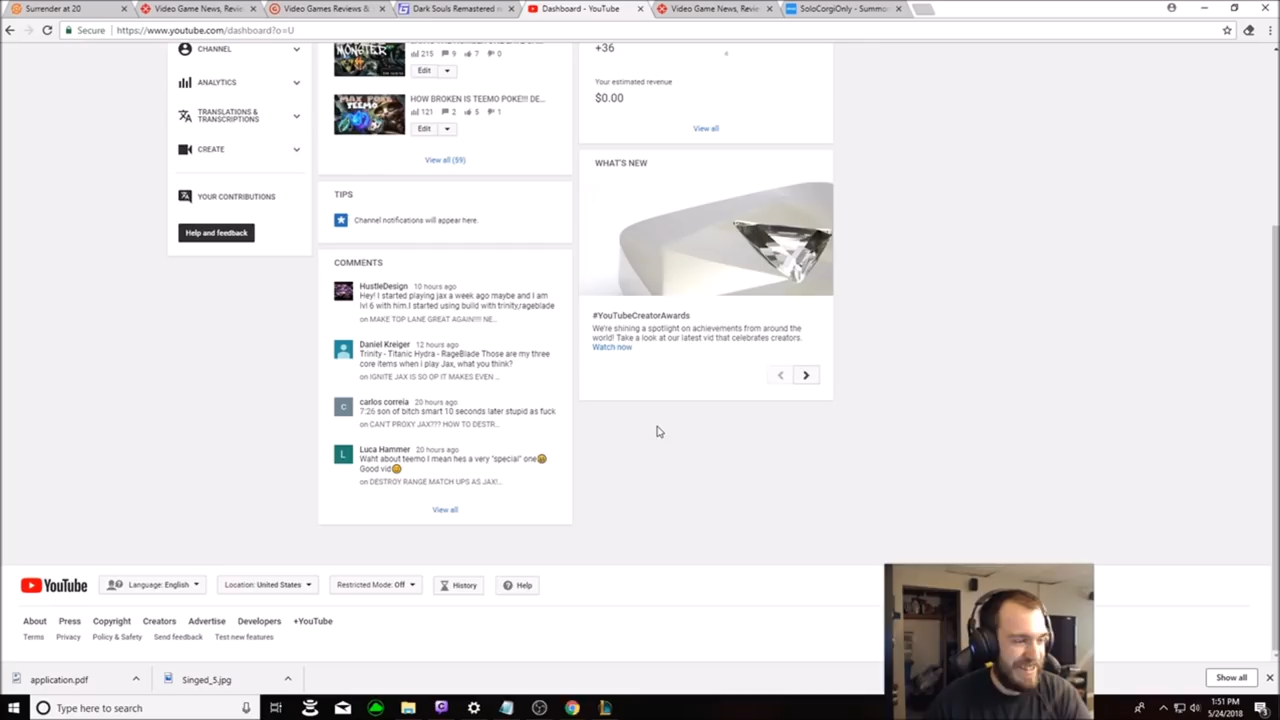 Surrender at 20
Video Game News, Revie
Video Games Reviews &
Dark Souls Remastered re
Dashboard - YouTube
Video Game News, Revie
SoloCorgiOnly - Summo
Secure
https://www.youtube.com/dashboard?o=U
CHANNEL
ANALYTICS
TRANSLATIONS &
TRANSCRIPTIONS
CREATE
YOUR CONTRIBUTIONS
Help and feedback
MONSTER
215 9 7 0
Edit
MAX POKE
TEEMO
HOW BROKEN IS TEEMO POKE!!! DE...
121 2 5 1
Edit
View all (59)
TIPS
Channel notifications will appear here.
COMMENTS
HustleDesign 10 hours ago
Hey! I started playing jax a week ago maybe and I am
lvl 6 with him.I started using build with trinity,rageblade
on MAKE TOP LANE GREAT AGAIN!!!! NE...
Daniel Kreiger 12 hours ago
Trinity - Titanic Hydra - RageBlade Those are my three
core items when i play Jax, what you think?
on IGNITE JAX IS SO OP IT MAKES EVEN ...
c
carlos correia 20 hours ago
7:26 son of bitch smart 10 seconds later stupid as fuck
on CAN'T PROXY JAX??? HOW TO DESTR...
L
Luca Hammer 20 hours ago
Waht about teemo I mean hes a very "special" one😀
Good vid😀
on DESTROY RANGE MATCH UPS AS JAX!...
View all
+36
Your estimated revenue
$0.00
View all
WHAT'S NEW
#YouTubeCreatorAwards
We're shining a spotlight on achievements from around the
world! Take a look at our latest vid that celebrates creators.
Watch now
YouTube
Language: English
Location: United States
Restricted Mode: Off
History
Help
About Press Copyright Creators Advertise Developers +YouTube
Terms Privacy Policy & Safety Send feedback Test new features
application.pdf
Singed_5.jpg
Show all
Type here to search
1:51 PM
5/24/2018